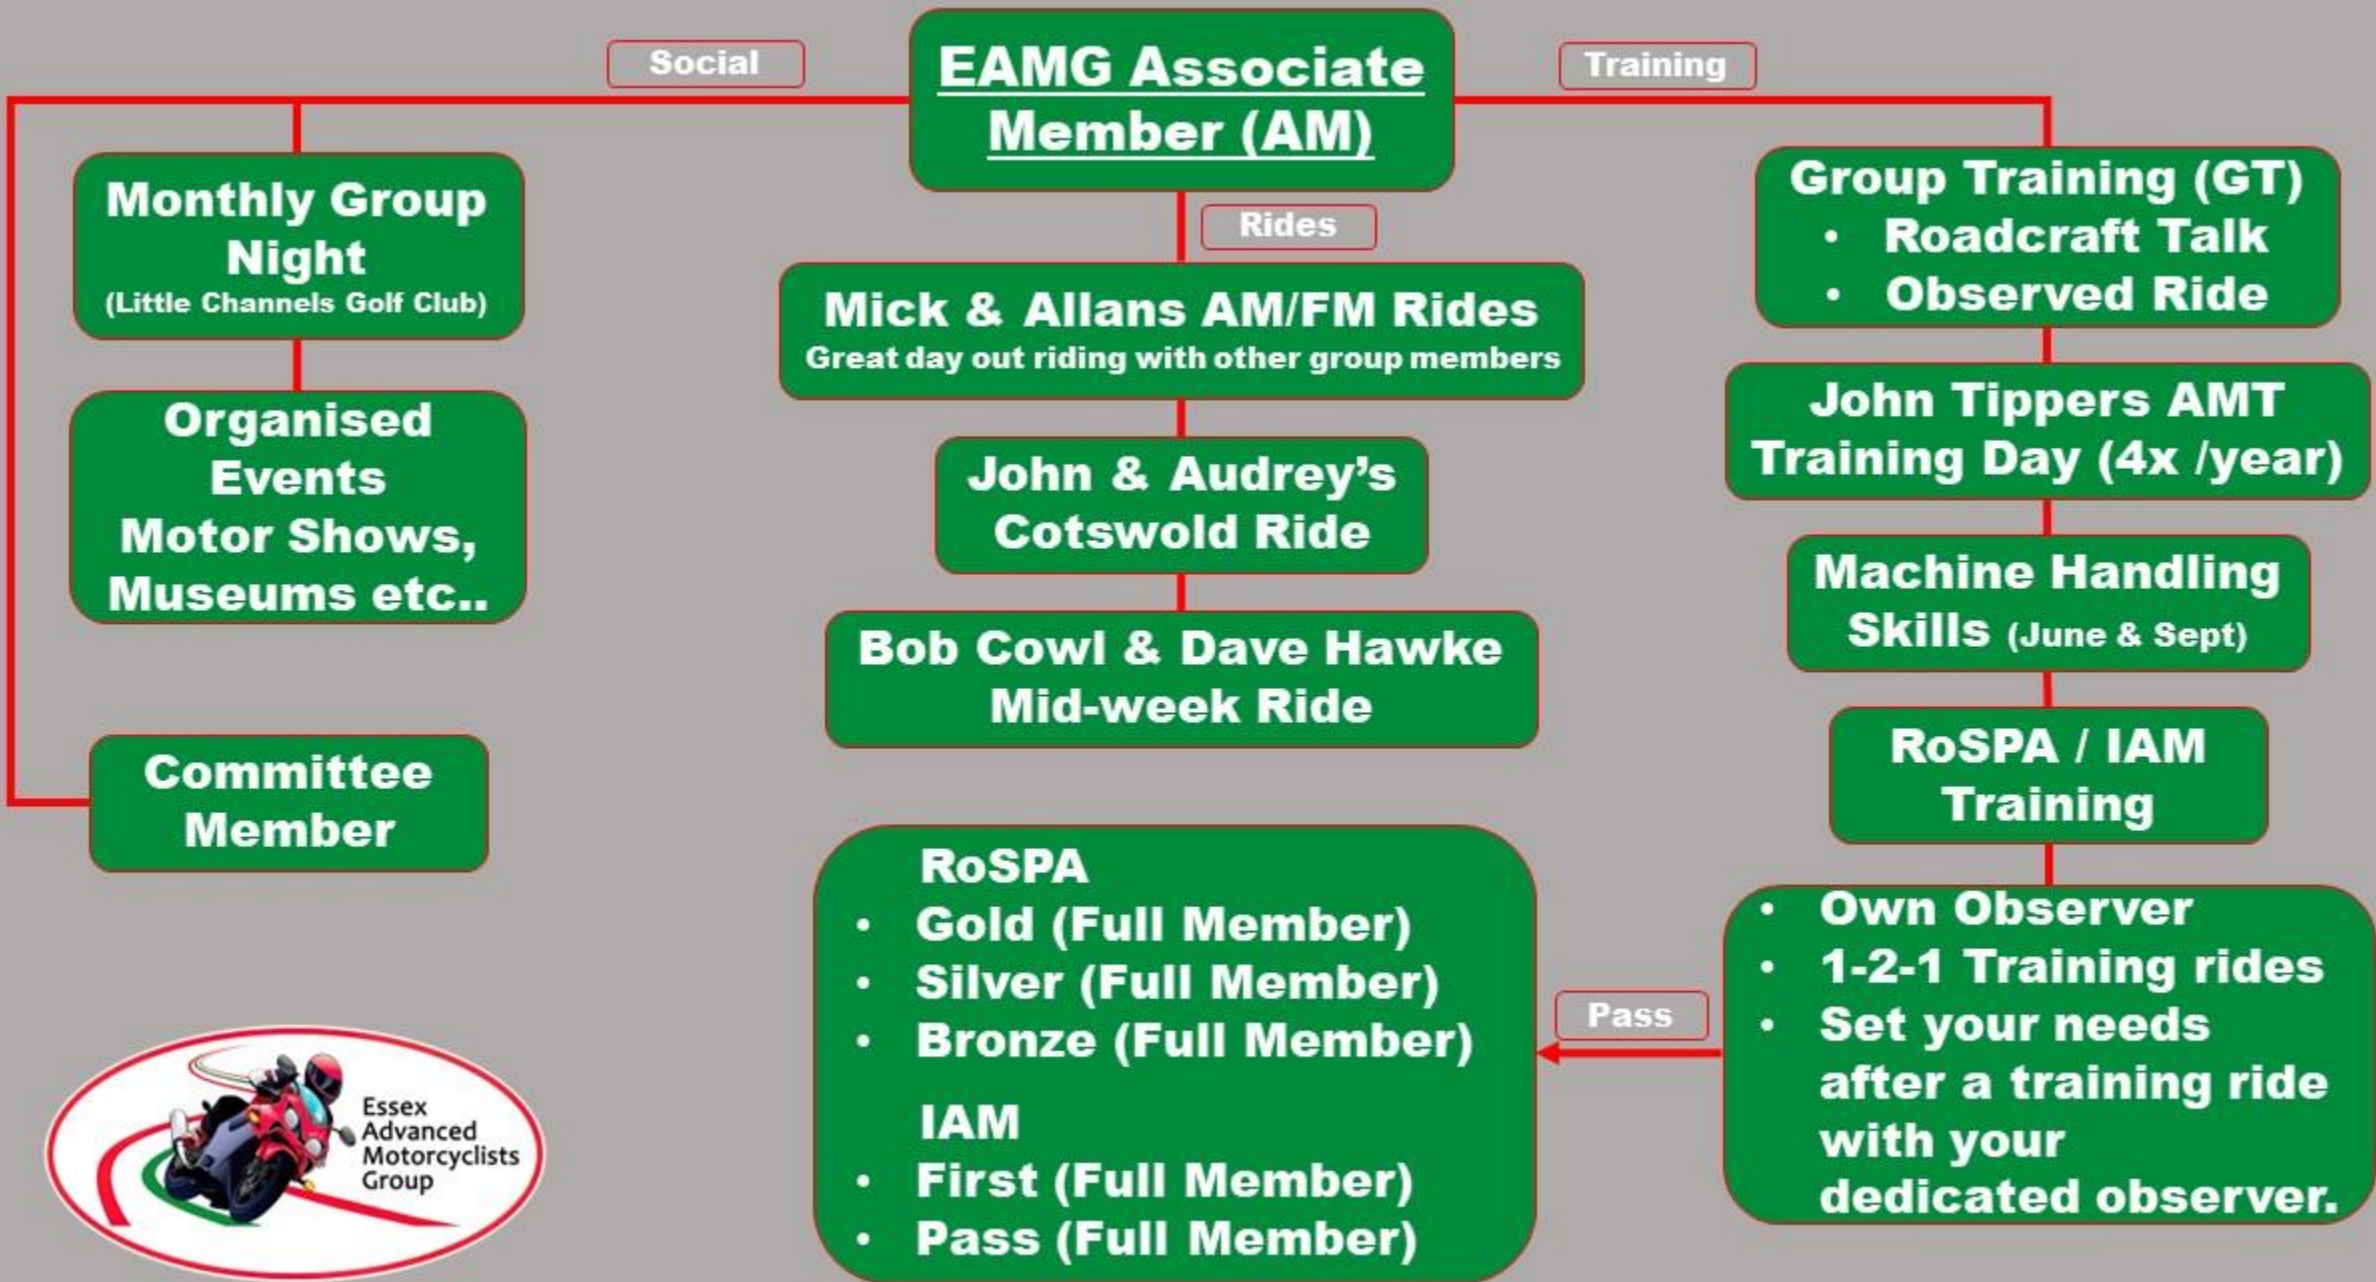 EAMG Associate
Member (AM)
Social
Monthly Group
Night
(Little Channels Golf Club)
Organised
Events
Motor Shows,
Museums etc..
Committee
Member
Rides
Mick & Allans AM/FM Rides
Great day out riding with other group members
John & Audrey’s
Cotswold Ride
Bob Cowl & Dave Hawke
Mid-week Ride
Training
Group Training (GT)
• Roadcraft Talk
• Observed Ride
John Tippers AMT
Training Day (4x /year)
Machine Handling
Skills (June & Sept)
RoSPA / IAM
Training
• Own Observer
• 1-2-1 Training rides
• Set your needs
after a training ride
with your
dedicated observer.
Pass
RoSPA
• Gold (Full Member)
• Silver (Full Member)
• Bronze (Full Member)
IAM
• First (Full Member)
• Pass (Full Member)
Essex
Advanced
Motorcyclists
Group